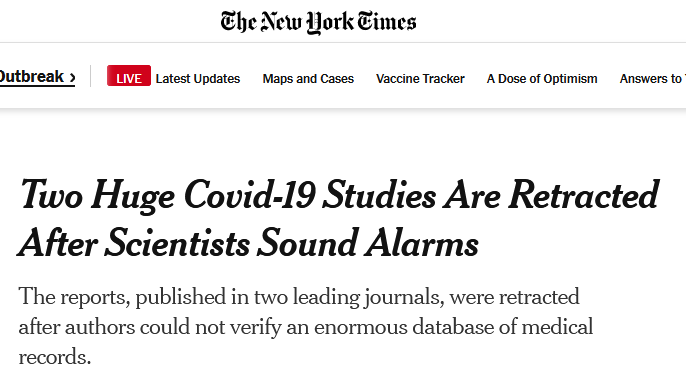 The New York Times
Outbreak ›
LIVE Latest Updates Maps and Cases Vaccine Tracker A Dose of Optimism Answers to
Two Huge Covid-19 Studies Are Retracted
After Scientists Sound Alarms
The reports, published in two leading journals, were retracted
after authors could not verify an enormous database of medical
records.